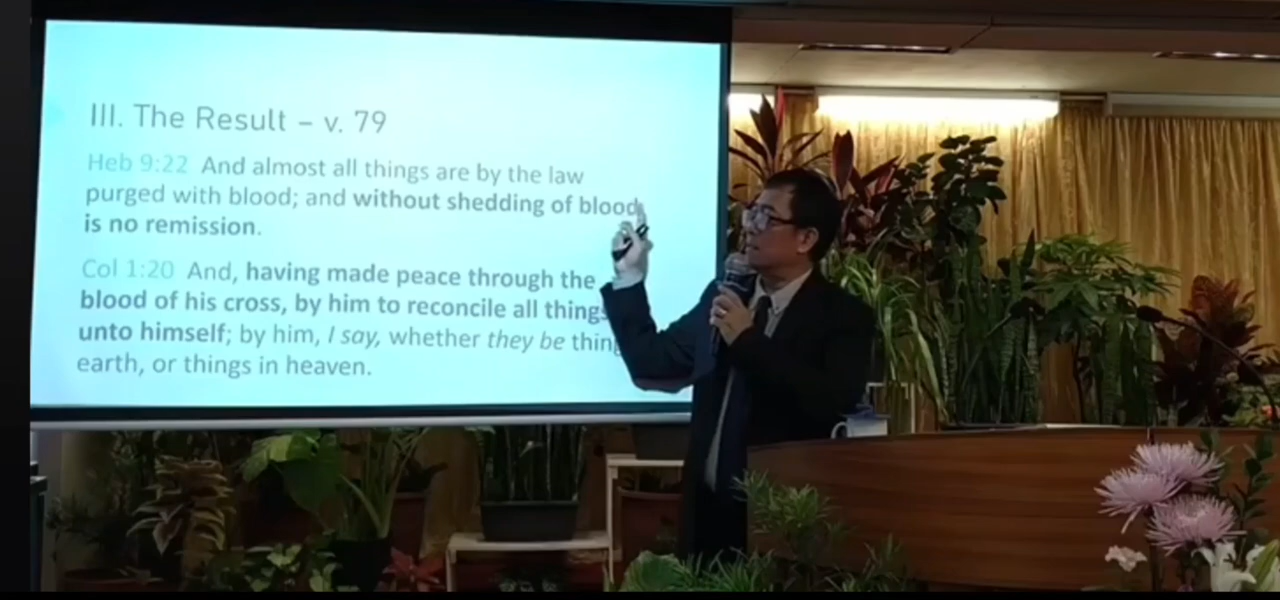 III. The Result – v. 79
Heb 9:22 And almost all things are by the law
purged with blood; and without shedding of blood
is no remission.
Col 1:20 And, having made peace through the
blood of his cross, by him to reconcile all things
unto himself; by him, I say, whether they be
earth, or things in heaven.